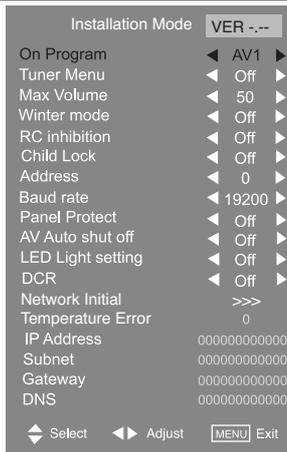 Installation Mode VER -.--
On Program AV1
Tuner Menu Off
Max Volume 50
Winter mode Off
RC inhibition Off
Child Lock Off
Address 0
Baud rate 19200
Panel Protect Off
AV Auto shut off Off
LED Light setting Off
DCR Off
Network Initial >>>
Temperature Error 0
IP Address 000000000000
Subnet 000000000000
Gateway 000000000000
DNS 000000000000
Select Adjust MENU Exit